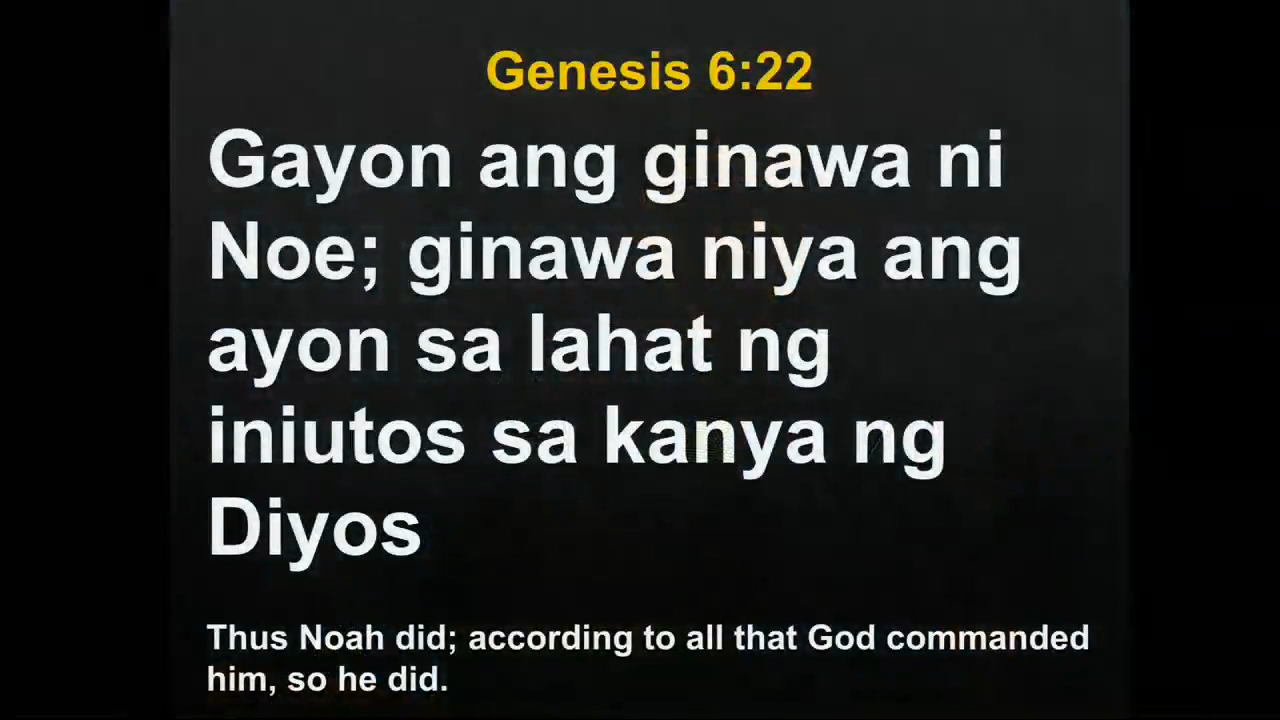 Genesis 6:22
Gayon ang ginawa ni
Noe; ginawa niya ang
ayon sa lahat ng
iniutos sa kanya ng
Diyos
Thus Noah did; according to all that God commanded
him, so he did.